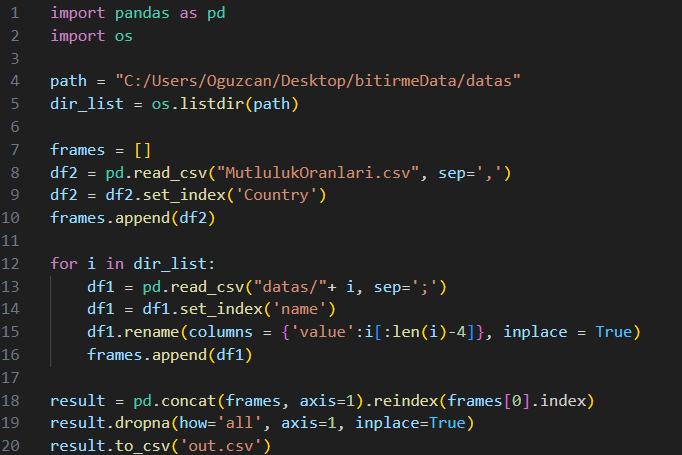 1 import pandas as pd
2 import os
3
4 path = "C:/Users/Oguzcan/Desktop/bitirmeData/datas"
5 dir_list = os.listdir(path)
6
7 frames = []
8 df2 = pd.read_csv("MutlulukOranlari.csv", sep=',')
9 df2 = df2.set_index('Country')
10 frames.append(df2)
11
12 for i in dir_list:
13     df1 = pd.read_csv("datas/"+ i, sep=';')
14     df1 = df1.set_index('name')
15     df1.rename(columns = {'value':i[:len(i)-4]}, inplace = True)
16     frames.append(df1)
17
18 result = pd.concat(frames, axis=1).reindex(frames[0].index)
19 result.dropna(how='all', axis=1, inplace=True)
20 result.to_csv('out.csv')